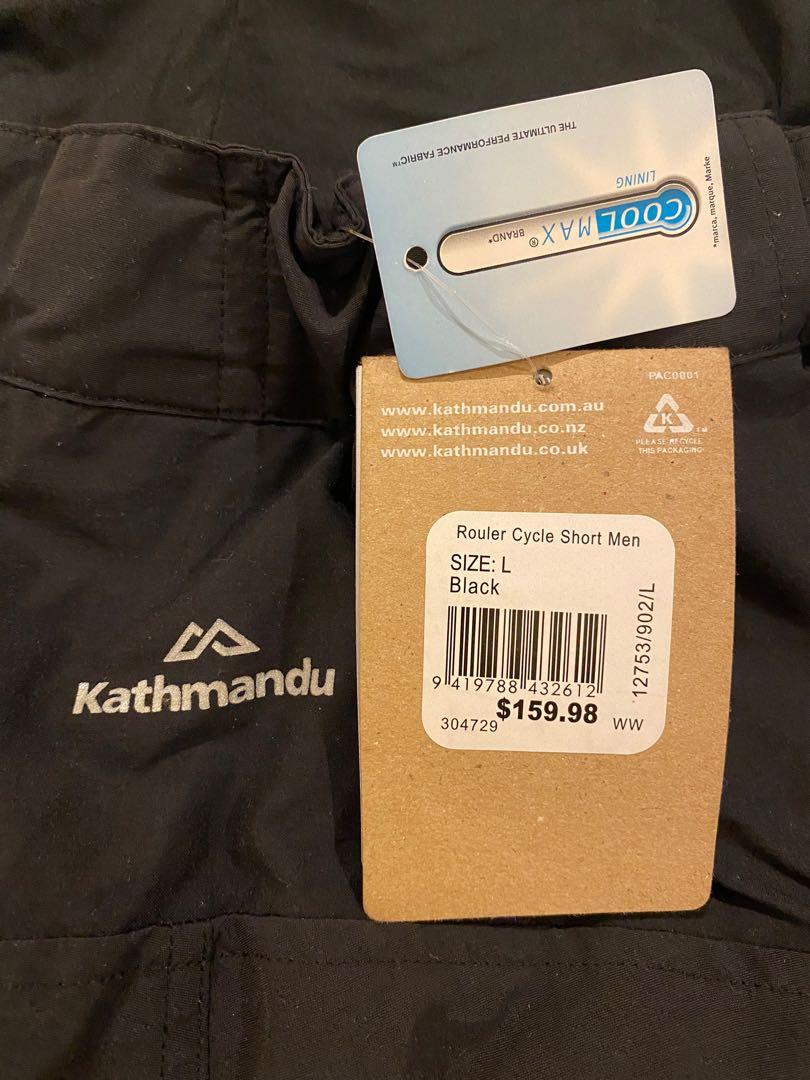 THE ULTIMATE PERFORMANCE FABRIC™
LINING
COOLMAX® BRAND*
*marca, marque, Marke
PAC0001
www.kathmandu.com.au
www.kathmandu.co.nz
www.kathmandu.co.uk
K
TM
PLEASE RECYCLE
THIS PACKAGING
Rouler Cycle Short Men
SIZE: L
Black
12753/902/L
9 419788 432612
$159.98
304729
WW
Kathmandu